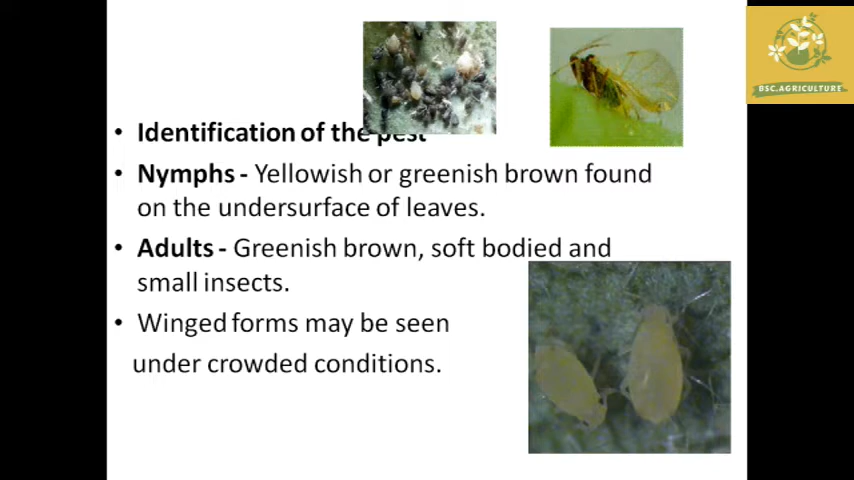 BSC.AGRICULTURE
• Identification of the pest
• Nymphs - Yellowish or greenish brown found
on the undersurface of leaves.
• Adults - Greenish brown, soft bodied and
small insects.
• Winged forms may be seen
under crowded conditions.